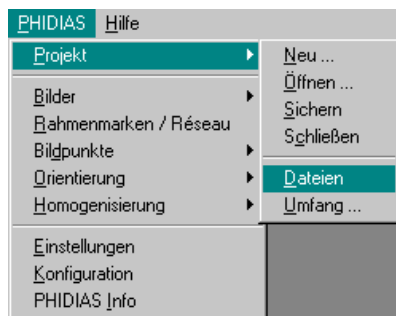 PHIDIAS Hilfe
Projekt
Bilder
Rahmenmarken / Réseau
Bildpunkte
Orientierung
Homogenisierung
Einstellungen
Konfiguration
PHIDIAS Info
Neu ...
Öffnen ...
Sichern
Schließen
Dateien
Umfang ...